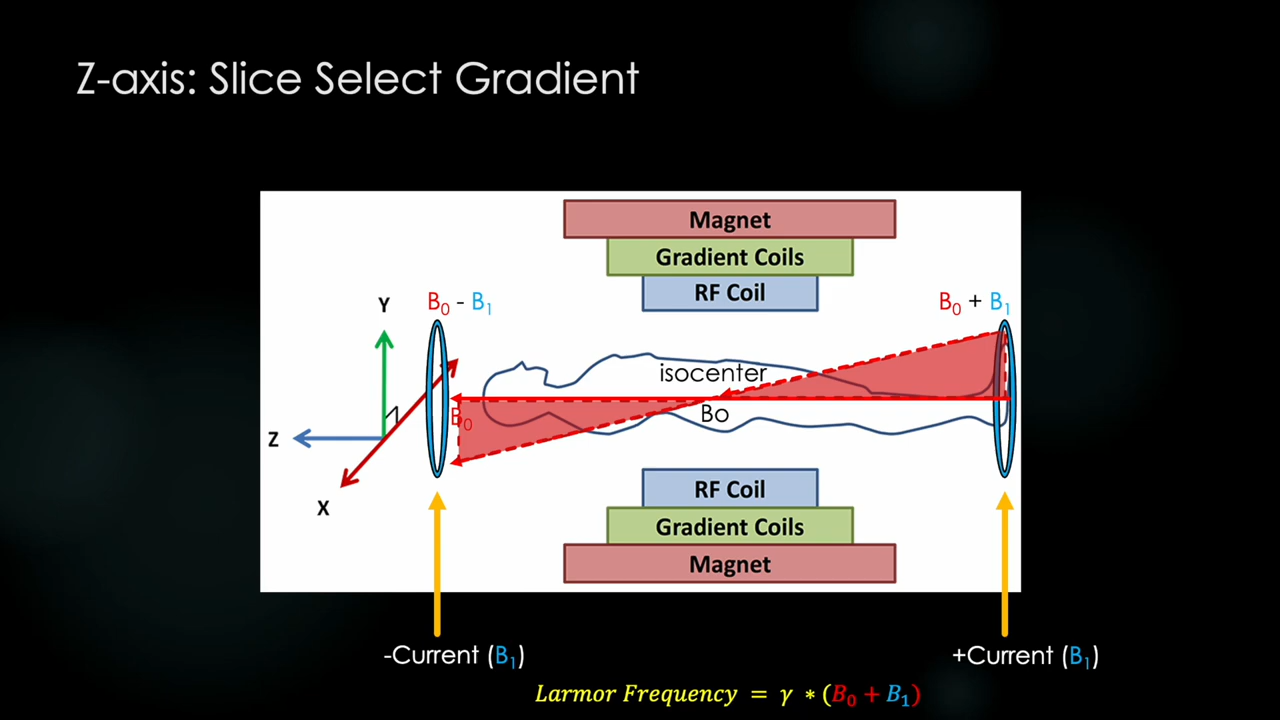 Z-axis: Slice Select Gradient
Magnet
Gradient Coils
RF Coil
Y
B₀ - B₁
B₀ + B₁
isocenter
B₀
Bo
Z
X
RF Coil
Gradient Coils
Magnet
-Current (B₁)
+Current (B₁)
Larmor Frequency = γ * (B₀ + B₁)